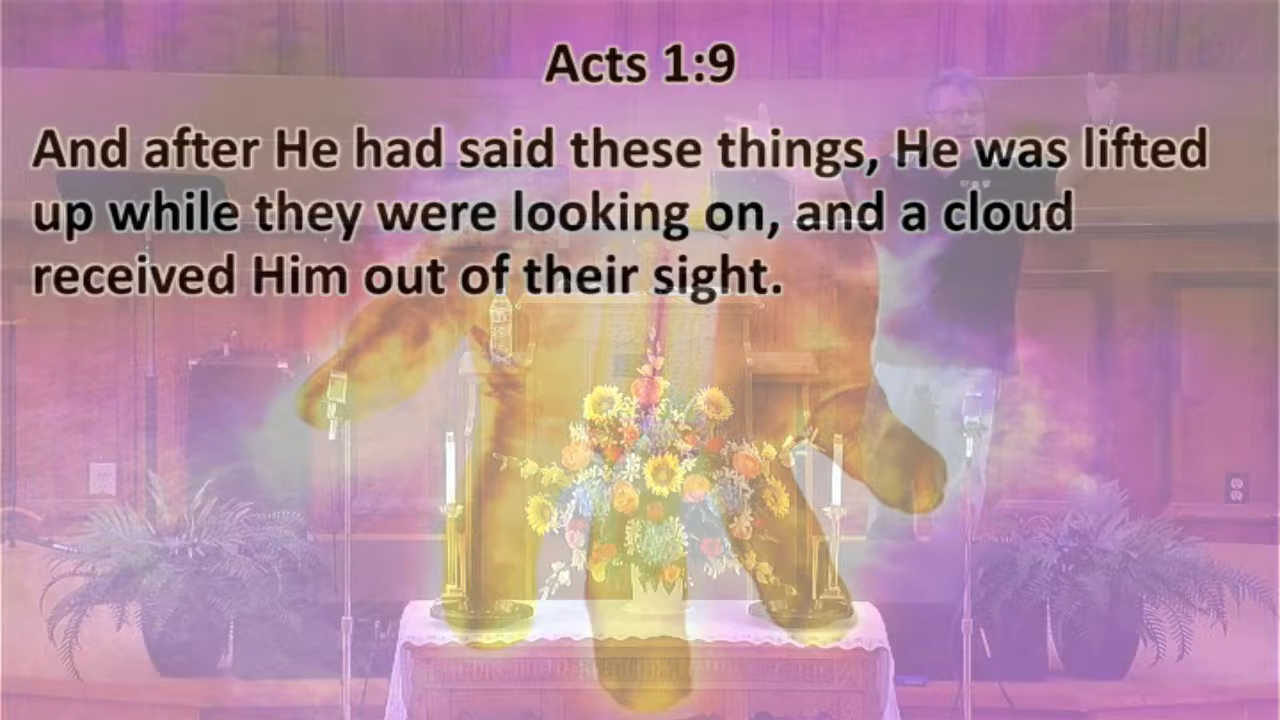 Acts 1:9
And after He had said these things, He was lifted
up while they were looking on, and a cloud
received Him out of their sight.